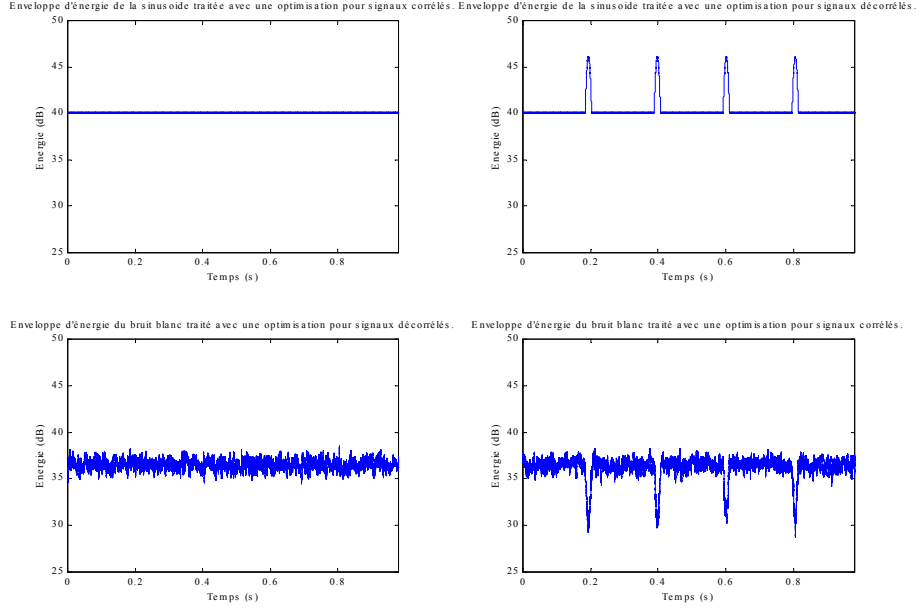 Enveloppe d'énergie de la sinusoide traitée avec une optimisation pour signaux corrélés.
50
45
40
35
30
25
Energie (dB)
0 0.2 0.4 0.6 0.8
Temps (s)
Enveloppe d'énergie de la sinusoide traitée avec une optimisation pour signaux décorrélés.
50
45
40
35
30
25
Energie (dB)
0 0.2 0.4 0.6 0.8
Temps (s)
Enveloppe d'énergie du bruit blanc traité avec une optimisation pour signaux décorrélés.
50
45
40
35
30
25
Energie (dB)
0 0.2 0.4 0.6 0.8
Temps (s)
Enveloppe d'énergie du bruit blanc traité avec une optimisation pour signaux corrélés.
50
45
40
35
30
25
Energie (dB)
0 0.2 0.4 0.6 0.8
Temps (s)